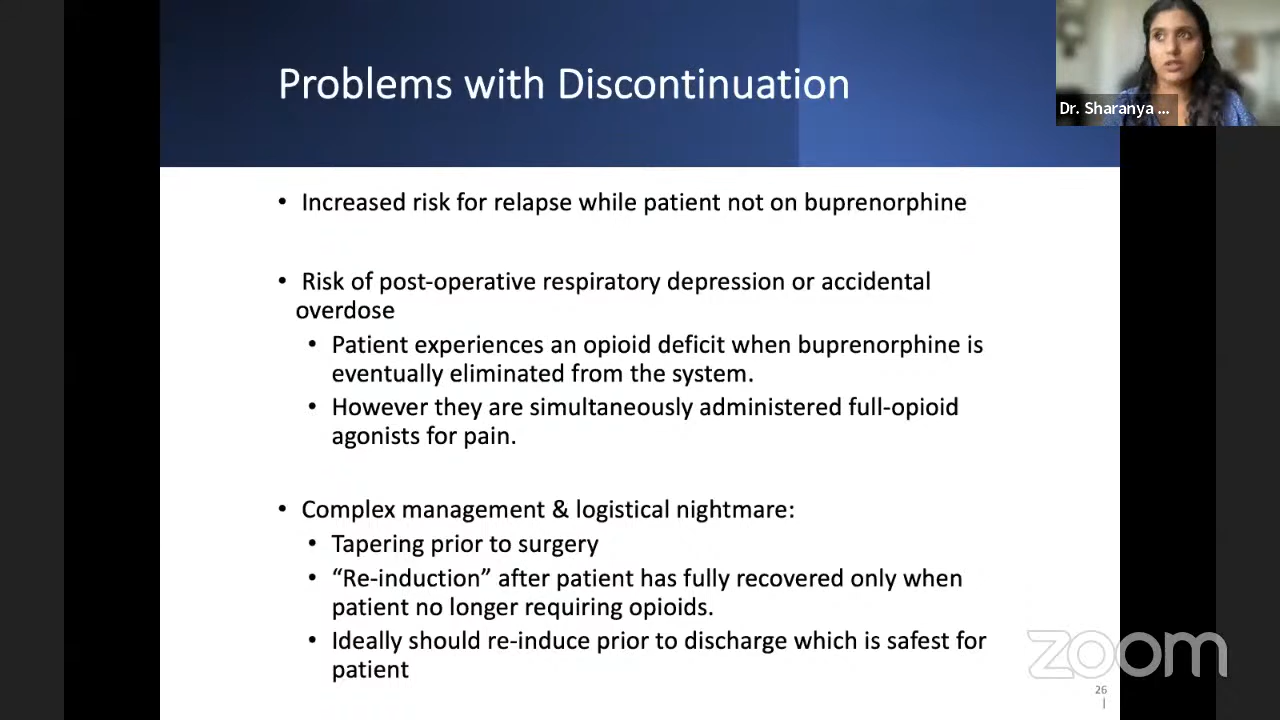 Problems with Discontinuation
Dr. Sharanya ...
• Increased risk for relapse while patient not on buprenorphine
• Risk of post-operative respiratory depression or accidental
overdose
• Patient experiences an opioid deficit when buprenorphine is
eventually eliminated from the system.
• However they are simultaneously administered full-opioid
agonists for pain.
• Complex management & logistical nightmare:
• Tapering prior to surgery
• “Re-induction” after patient has fully recovered only when
patient no longer requiring opioids.
• Ideally should re-induce prior to discharge which is safest for
patient
zoom
26
|